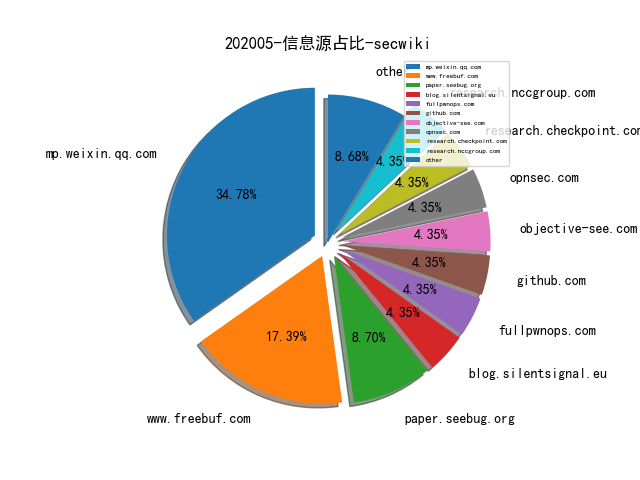 202005-信息源占比-secwiki
mp.weixin.qq.com
www.freebuf.com
paper.seebug.org
blog.silentsignal.eu
fullpwnops.com
github.com
objective-see.com
opnsec.com
research.checkpoint.com
research.nccgroup.com
other
other
research.nccgroup.com
research.checkpoint.com
opnsec.com
objective-see.com
github.com
fullpwnops.com
blog.silentsignal.eu
paper.seebug.org
www.freebuf.com
mp.weixin.qq.com
34.78%
17.39%
8.70%
4.35%
4.35%
4.35%
4.35%
4.35%
4.35%
4.35%
8.68%